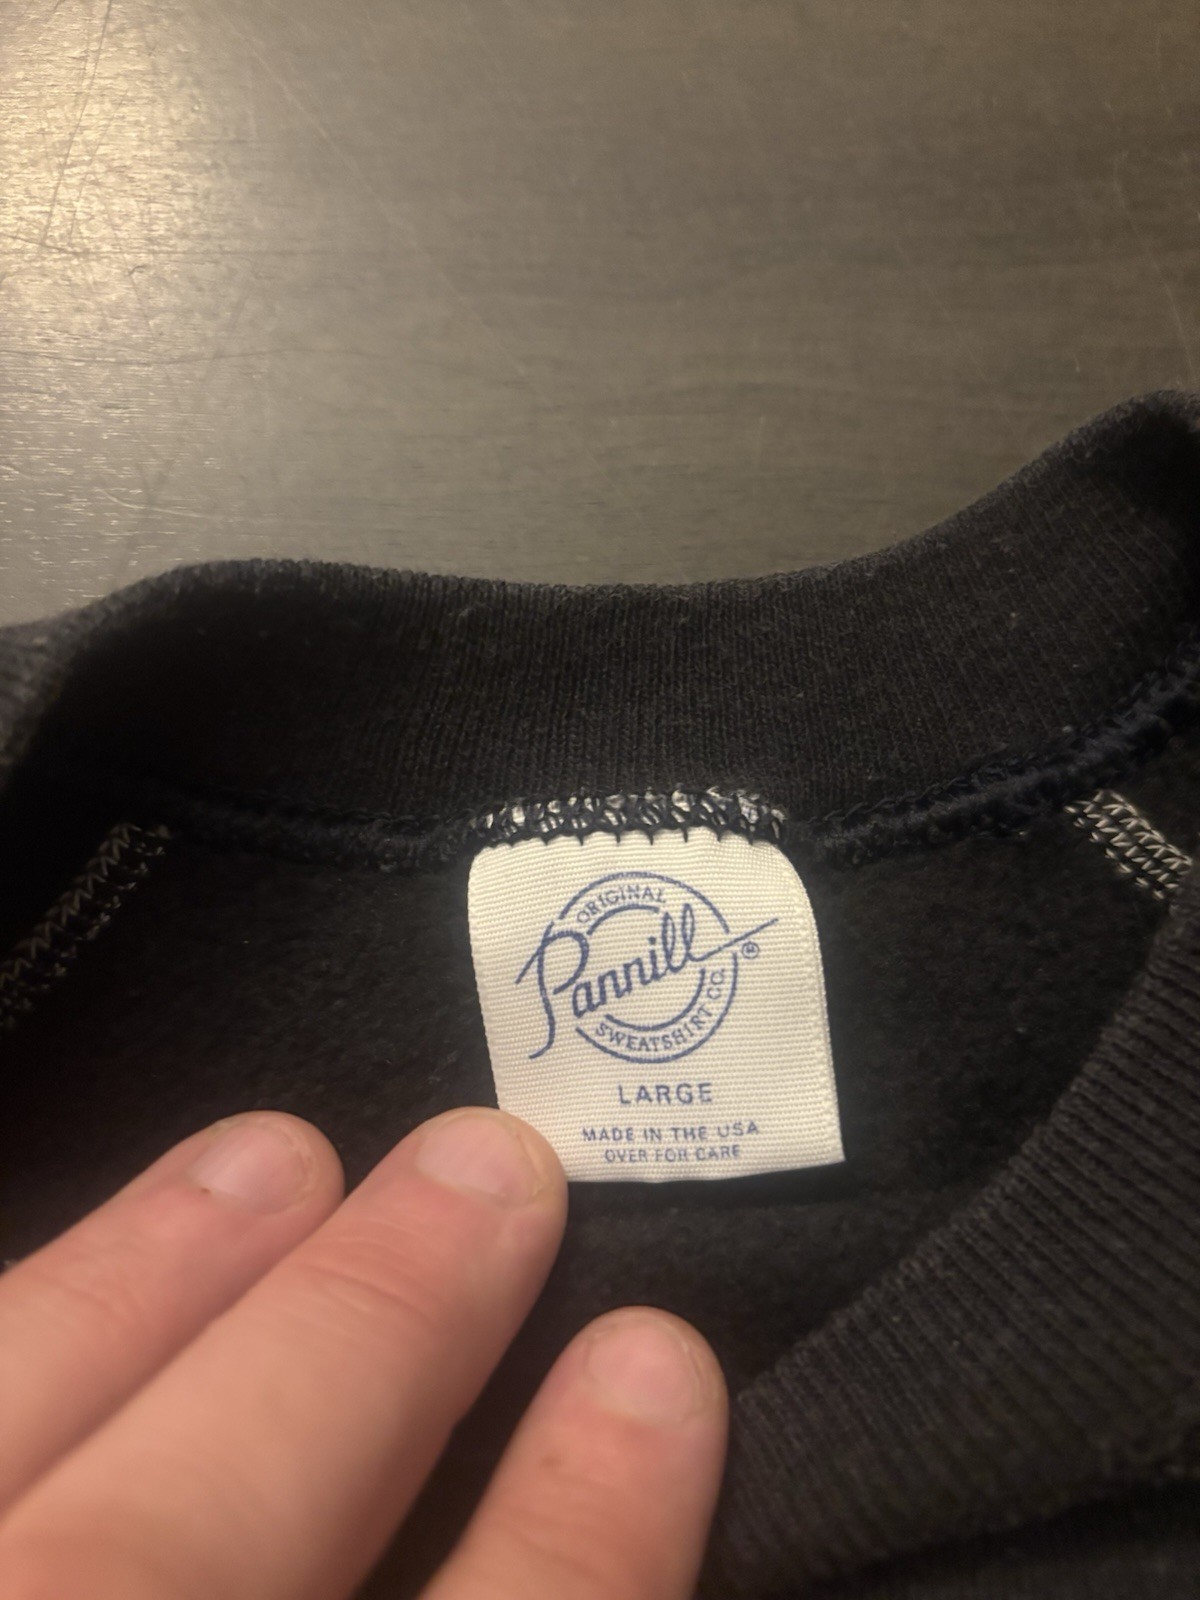 ORIGINAL
Pannill ®
SWEATSHIRT CO.
LARGE
MADE IN THE USA
OVER FOR CARE